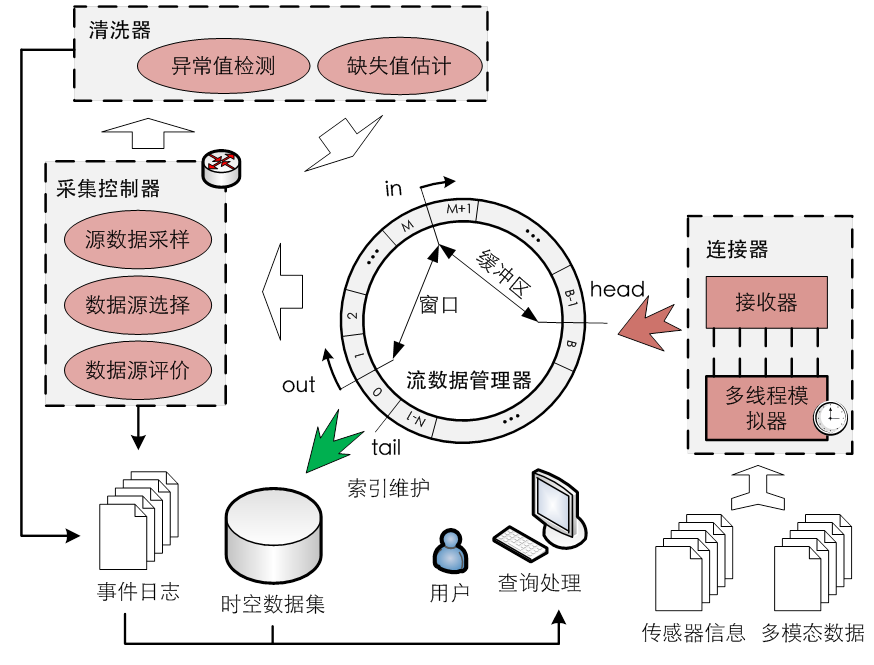 清洗器
异常值检测
缺失值估计
采集控制器
源数据采样
数据源选择
数据源评价
in
M
M+1
...
B-1
head
B
...
N-1
tail
0
out
1
2
...
缓冲区
窗口
流数据管理器
连接器
接收器
多线程模
拟器
索引维护
事件日志
时空数据集
用户
查询处理
传感器信息
多模态数据